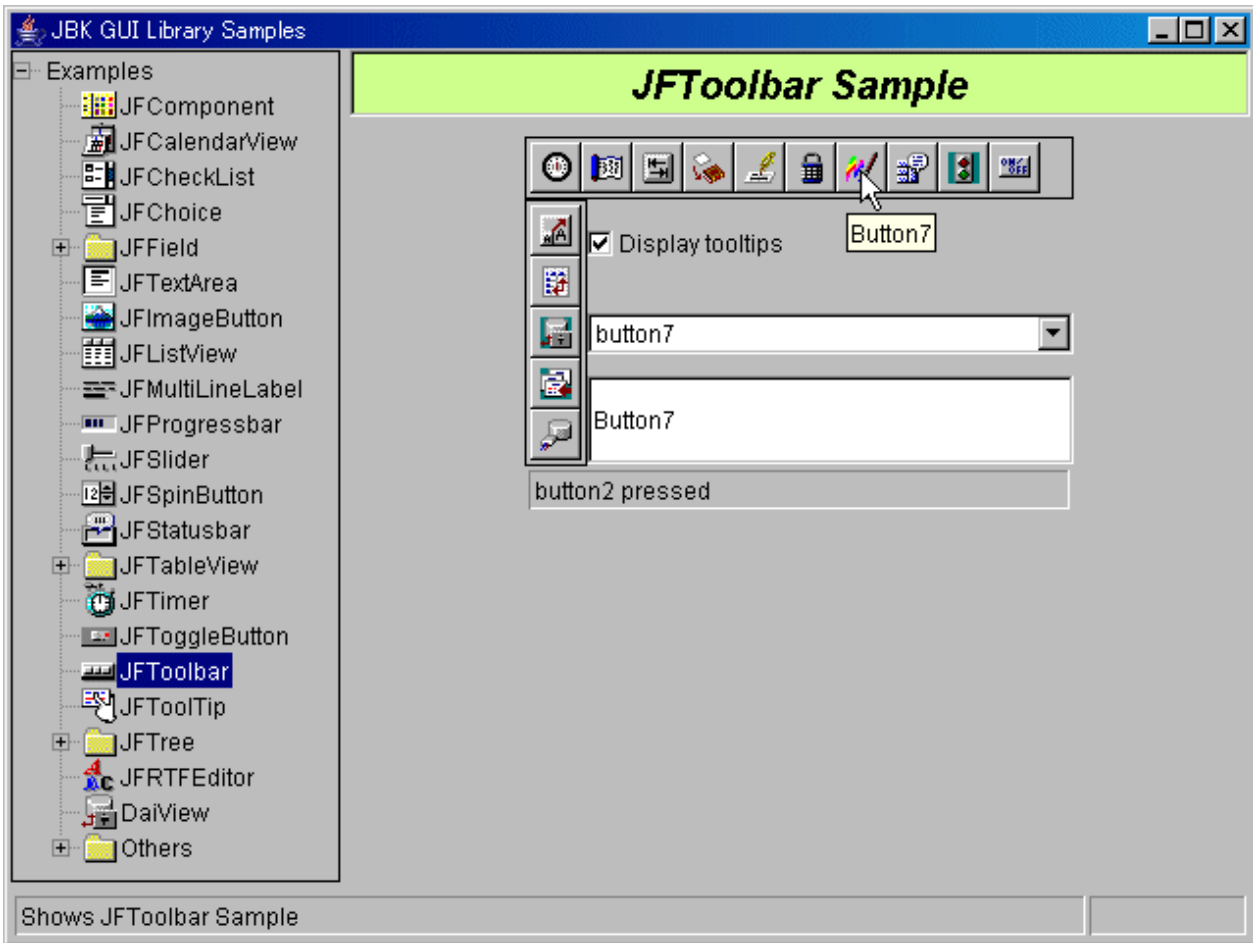 JBK GUI Library Samples
Examples
JFComponent
JFCalendarView
JFCheckList
JFChoice
JFField
JFTextArea
JFImageButton
JFListView
JFMultiLineLabel
JFProgressbar
JFSlider
JFSpinButton
JFStatusbar
JFTableView
JFTimer
JFToggleButton
JFToolbar
JFToolTip
JFTree
JFRTFEditor
DaiView
Others
JFToolbar Sample
ON/OFF
Button7
Display tooltips
button7
Button7
button2 pressed
Shows JFToolbar Sample